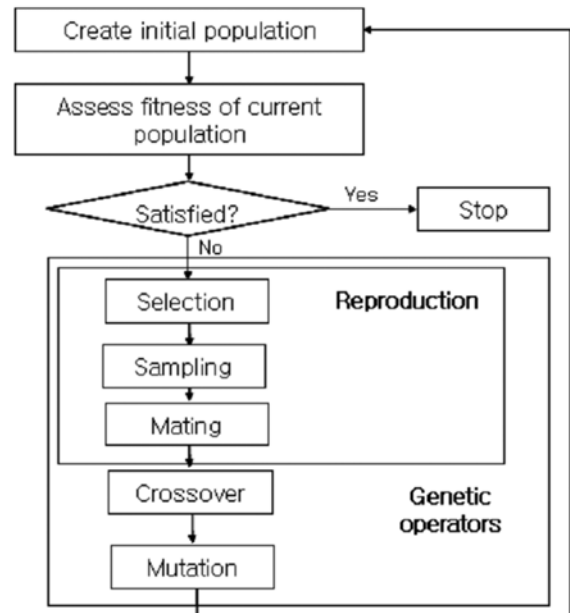 Create initial population
Assess fitness of current
population
Satisfied?
Yes
Stop
No
Selection
Reproduction
Sampling
Mating
Crossover
Genetic
operators
Mutation